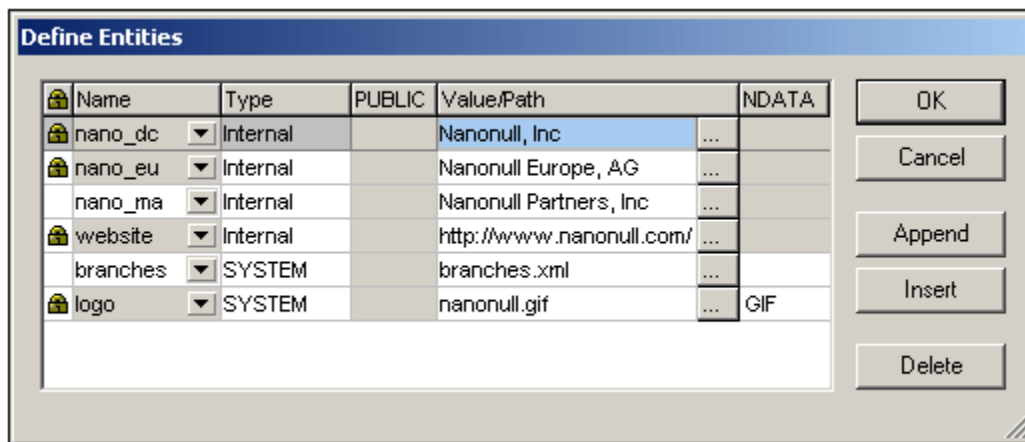 Define Entities
Name Type PUBLIC Value/Path NDATA
nano_dc Internal Nanonull, Inc ...
nano_eu Internal Nanonull Europe, AG ...
nano_ma Internal Nanonull Partners, Inc ...
website Internal http://www.nanonull.com/ ...
branches SYSTEM branches.xml ...
logo SYSTEM nanonull.gif ... GIF
OK
Cancel
Append
Insert
Delete